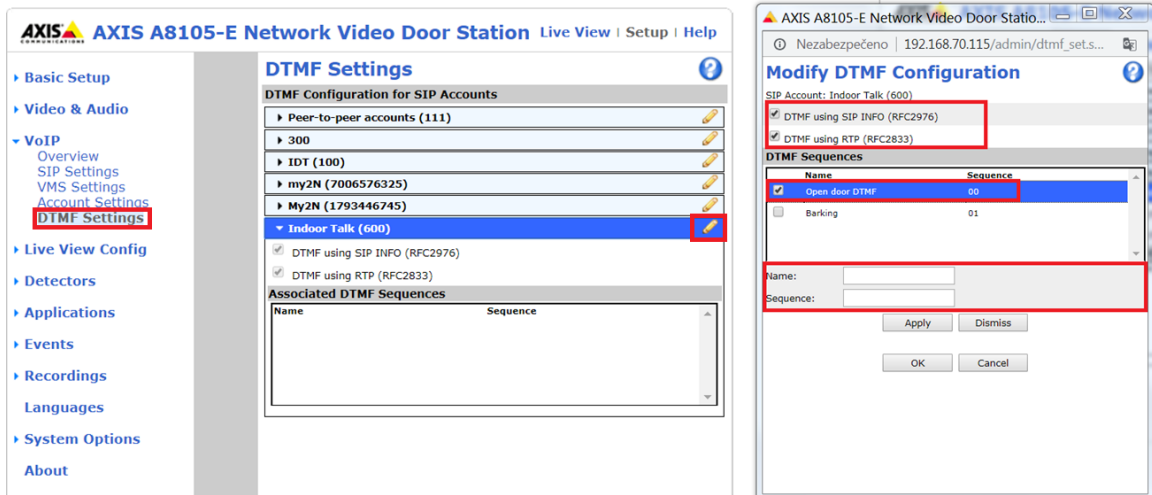 AXIS COMMUNICATIONS AXIS A8105-E Network Video Door Station Live View | Setup | Help
Basic Setup
Video & Audio
VoIP
Overview
SIP Settings
VMS Settings
Account Settings
DTMF Settings
Live View Config
Detectors
Applications
Events
Recordings
Languages
System Options
About
DTMF Settings ?
DTMF Configuration for SIP Accounts
Peer-to-peer accounts (111)
300
IDT (100)
my2N (7006576325)
My2N (1793446745)
Indoor Talk (600)
DTMF using SIP INFO (RFC2976)
DTMF using RTP (RFC2833)
Associated DTMF Sequences
Name Sequence
AXIS A8105-E Network Video Door Statio...
Nezabezpečeno | 192.168.70.115/admin/dtmf_set.s...
Modify DTMF Configuration ?
SIP Account: Indoor Talk (600)
DTMF using SIP INFO (RFC2976)
DTMF using RTP (RFC2833)
DTMF Sequences
Name Sequence
Open door DTMF 00
Barking 01
Name:
Sequence:
Apply Dismiss
OK Cancel